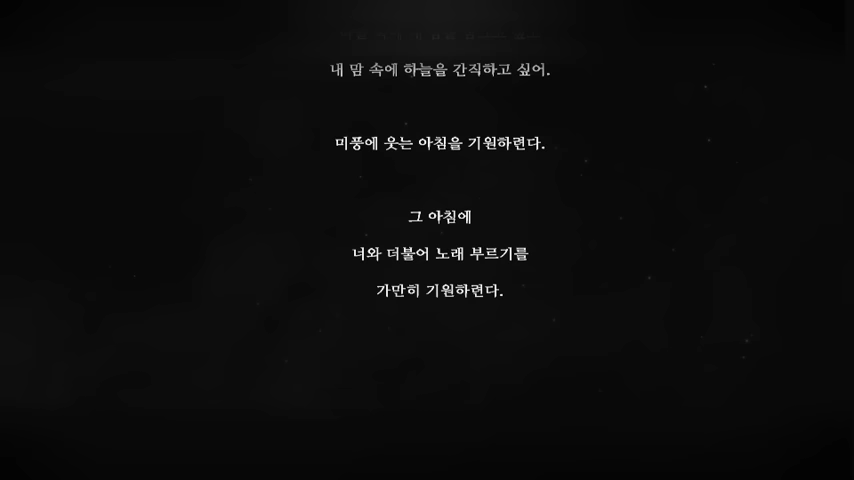 내 맘 속에 하늘을 간직하고 싶어.
미풍에 웃는 아침을 기원하련다.
그 아침에
너와 더불어 노래 부르기를
가만히 기원하련다.